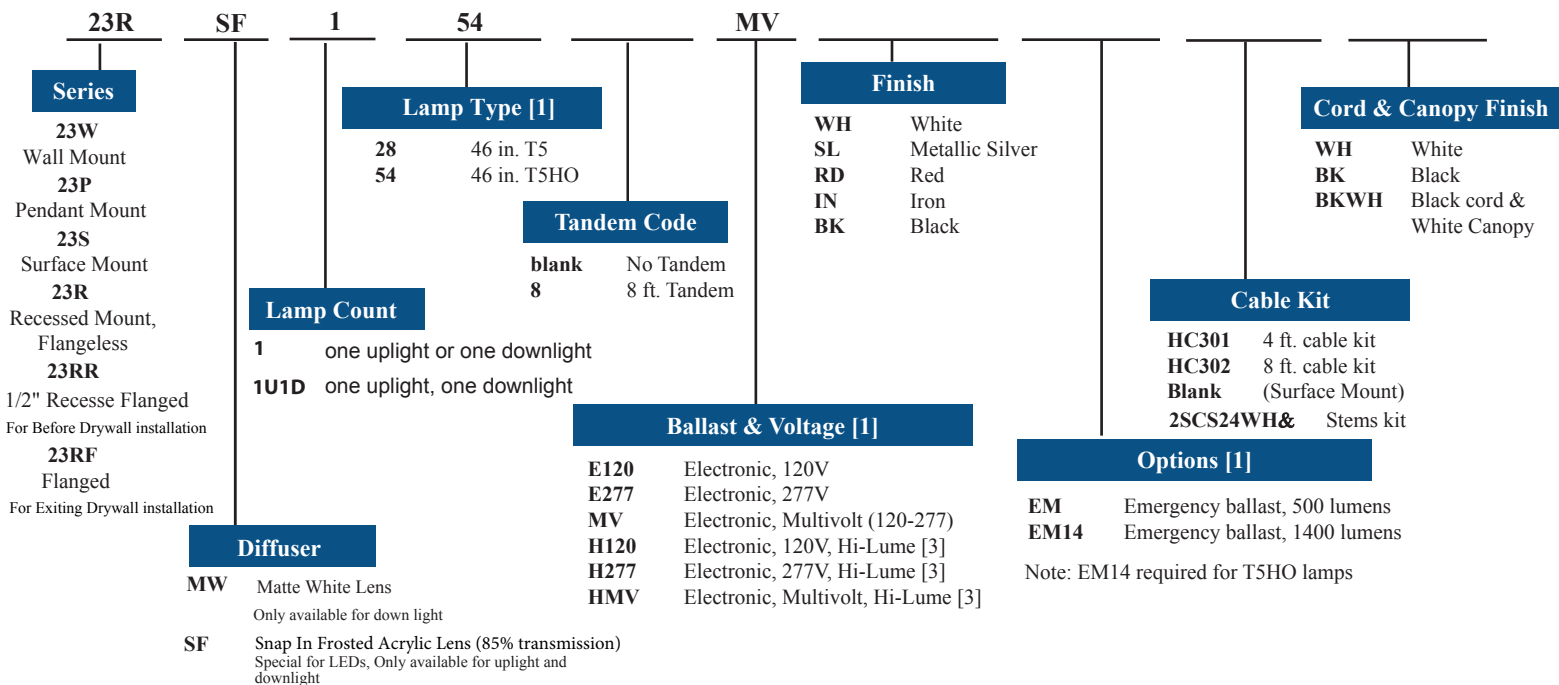 23R SF 1 54 MV
Series
23W
Wall Mount
23P
Pendant Mount
23S
Surface Mount
23R
Recessed Mount,
Flangeless
23RR
1/2" Recesse Flanged
For Before Drywall installation
23RF
Flanged
For Exiting Drywall installation
Diffuser
MW Matte White Lens
Only available for down light
SF Snap In Frosted Acrylic Lens (85% transmission)
Special for LEDs, Only available for uplight and
downlight
Lamp Count
1 one uplight or one downlight
1U1D one uplight, one downlight
Lamp Type [1]
28 46 in. T5
54 46 in. T5HO
Tandem Code
blank No Tandem
8 8 ft. Tandem
Ballast & Voltage [1]
E120 Electronic, 120V
E277 Electronic, 277V
MV Electronic, Multivolt (120-277)
H120 Electronic, 120V, Hi-Lume [3]
H277 Electronic, 277V, Hi-Lume [3]
HMV Electronic, Multivolt, Hi-Lume [3]
Finish
WH White
SL Metallic Silver
RD Red
IN Iron
BK Black
Options [1]
EM Emergency ballast, 500 lumens
EM14 Emergency ballast, 1400 lumens
Note: EM14 required for T5HO lamps
Cable Kit
HC301 4 ft. cable kit
HC302 8 ft. cable kit
Blank (Surface Mount)
2SCS24WH& Stems kit
Cord & Canopy Finish
WH White
BK Black
BKWH Black cord &
White Canopy